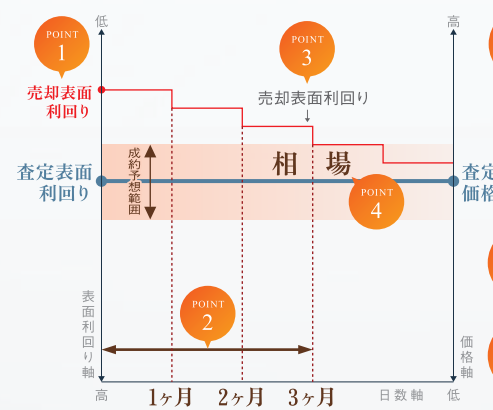 低
高
POINT
1
POINT
3
売却表面
利回り
売却表面利回り
成約予想範囲
相場
査定表面
利回り
査定
価格
POINT
4
POINT
2
表面利回り軸
価格軸
高
1ヶ月
2ヶ月
3ヶ月
日数軸
低